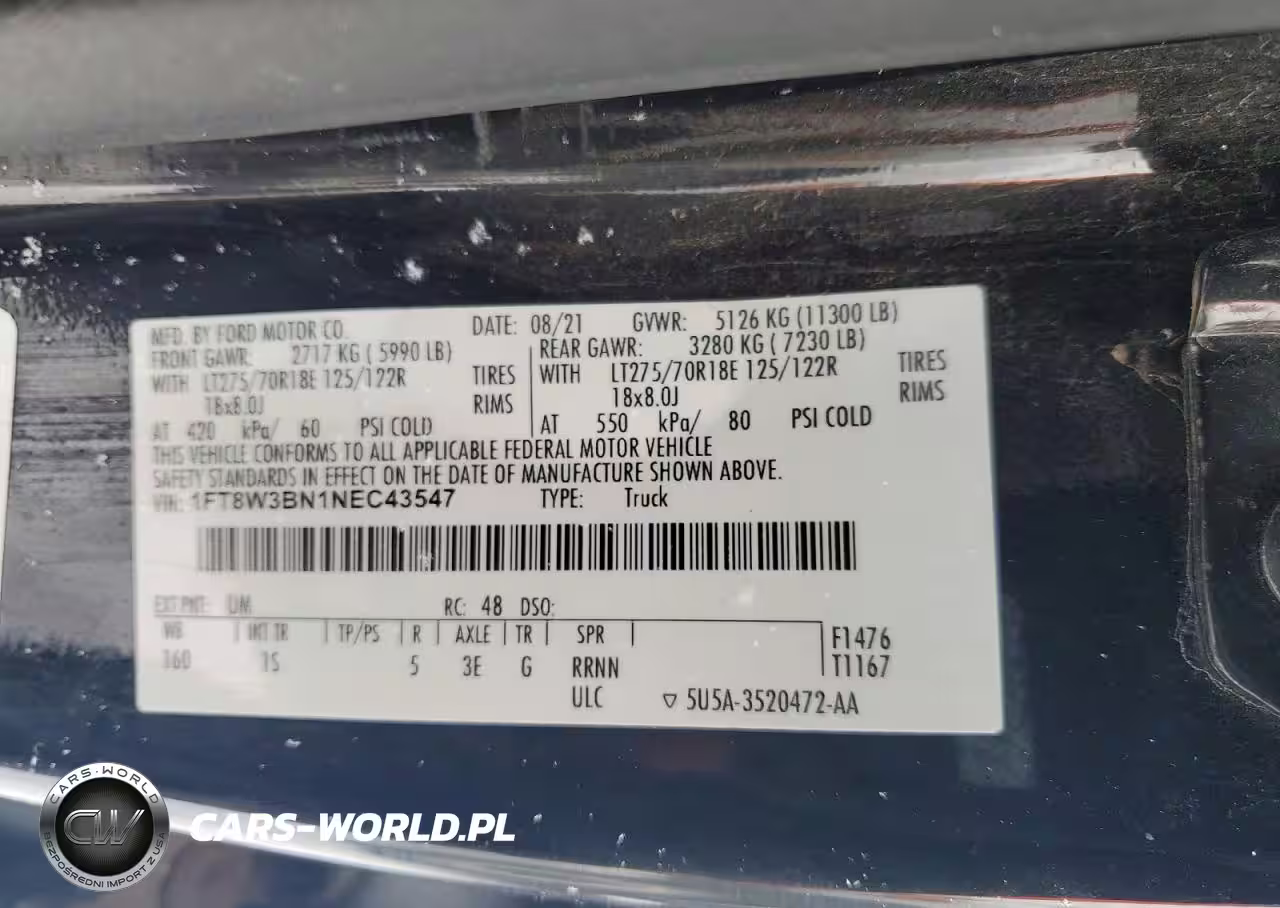 MFD. BY FORD MOTOR CO. DATE: 08/21 GVWR: 5126 KG (11300 LB)
FRONT GAWR: 2717 KG ( 5990 LB) REAR GAWR: 3280 KG ( 7230 LB)
WITH LT275/70R18E 125/122R TIRES WITH LT275/70R18E 125/122R TIRES
18x8.0J RIMS 18x8.0J RIMS
AT 420 kPa/ 60 PSI COLD AT 550 kPa/ 80 PSI COLD
THIS VEHICLE CONFORMS TO ALL APPLICABLE FEDERAL MOTOR VEHICLE
SAFETY STANDARDS IN EFFECT ON THE DATE OF MANUFACTURE SHOWN ABOVE.
VIN: 1FT8W3BN1NEC43547 TYPE: Truck
EXT PNT: UM RC: 48 DSO:
WB INT TR TP/PS R AXLE TR SPR F1476
160 1S 5 3E G RRNN T1167
ULC ▽ 5U5A-3520472-AA
CARS-WORLD
CW
BEZPOŚREDNI IMPORT Z USA
CARS-WORLD.PL